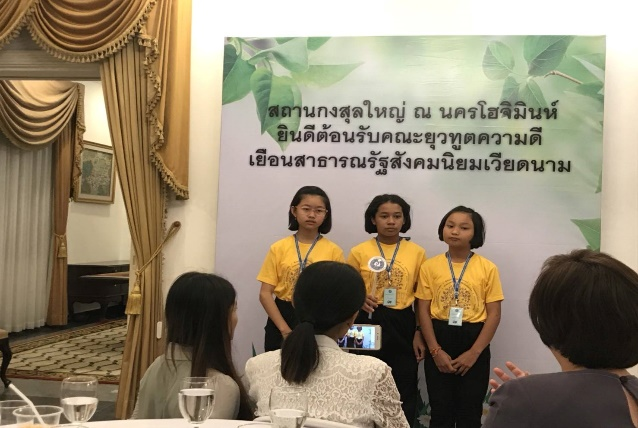 สถานกงสุลใหญ่ ณ นครโฮจิมินห์
ยินดีต้อนรับคณะยุวทูตความดี
เยือนสาธารณรัฐสังคมนิยมเวียดนาม